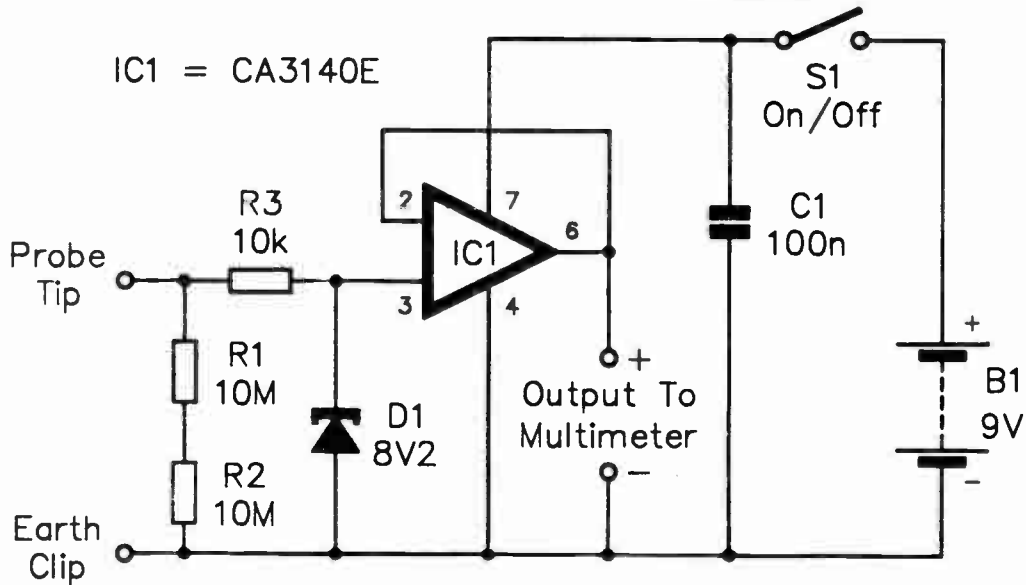 IC1 = CA3140E
S1
On/Off
2
7
R3
10k
6
C1
100n
IC1
Probe
Tip
3
4
+
R1
10M
+
Output To
Multimeter
B1
9V
D1
8V2
-
R2
10M
-
Earth
Clip